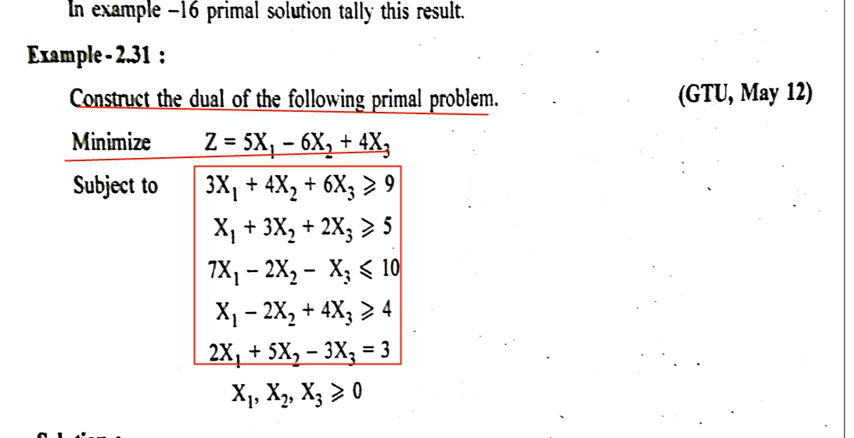 In example –16 primal solution tally this result.
Example-2.31 :
Construct the dual of the following primal problem. (GTU, May 12)
Minimize Z = 5X₁ – 6X₂ + 4X₃
Subject to 3X₁ + 4X₂ + 6X₃ ⩾ 9
X₁ + 3X₂ + 2X₃ ⩾ 5
7X₁ – 2X₂ – X₃ ⩽ 10
X₁ – 2X₂ + 4X₃ ⩾ 4
2X₁ + 5X₂ – 3X₃ = 3
X₁, X₂, X₃ ⩾ 0